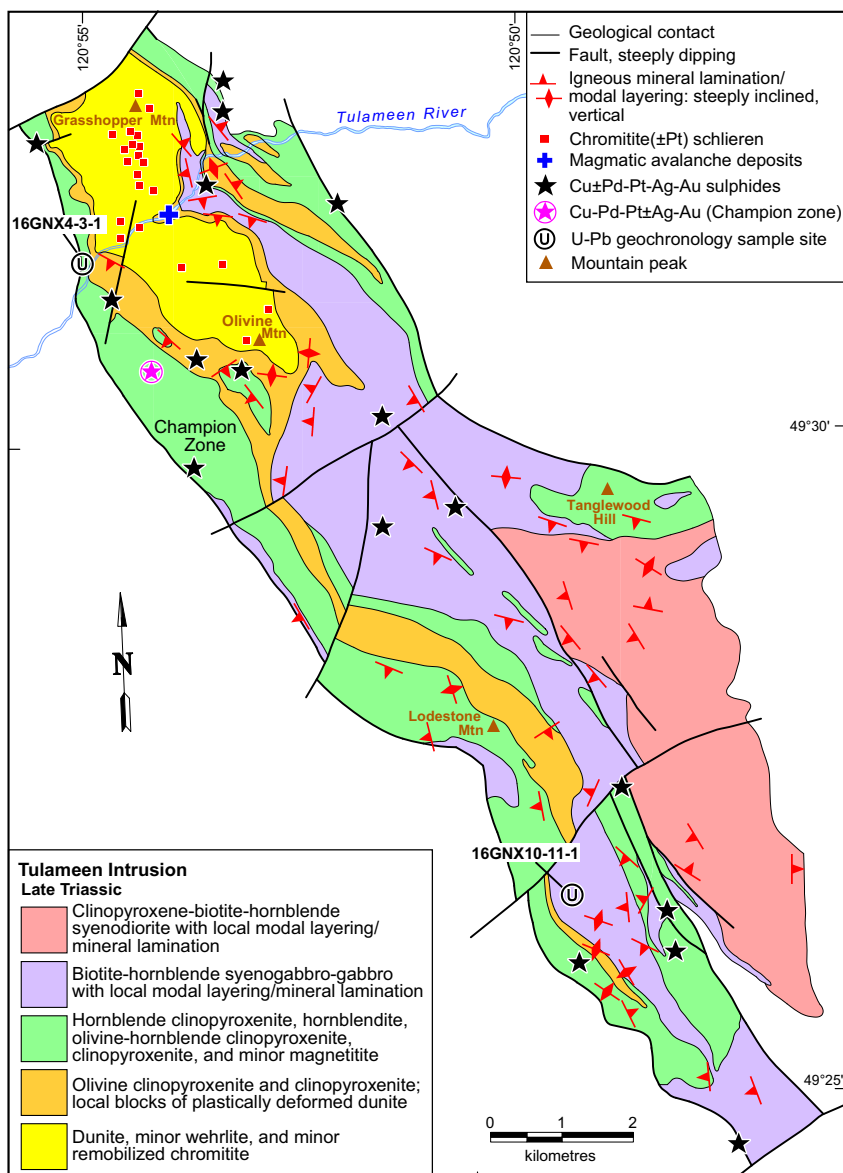 120°55'
120°50'
Geological contact
Fault, steeply dipping
Igneous mineral lamination/
modal layering: steeply inclined,
vertical
Chromitite(±Pt) schlieren
Magmatic avalanche deposits
Cu±Pd-Pt-Ag-Au sulphides
Cu-Pd-Pt±Ag-Au (Champion zone)
U U-Pb geochronology sample site
Mountain peak
Tulameen River
Grasshopper Mtn
16GNX4-3-1
U
Olivine
Mtn
Champion
Zone
49°30'
Tanglewood
Hill
N
Lodestone
Mtn
16GNX10-11-1
U
49°25'
Tulameen Intrusion
Late Triassic
Clinopyroxene-biotite-hornblende
syenodiorite with local modal layering/
mineral lamination
Biotite-hornblende syenogabbro-gabbro
with local modal layering/mineral lamination
Hornblende clinopyroxenite, hornblendite,
olivine-hornblende clinopyroxenite,
clinopyroxenite, and minor magnetitite
Olivine clinopyroxenite and clinopyroxenite;
local blocks of plastically deformed dunite
Dunite, minor wehrlite, and minor
remobilized chromitite
0 1 2
kilometres